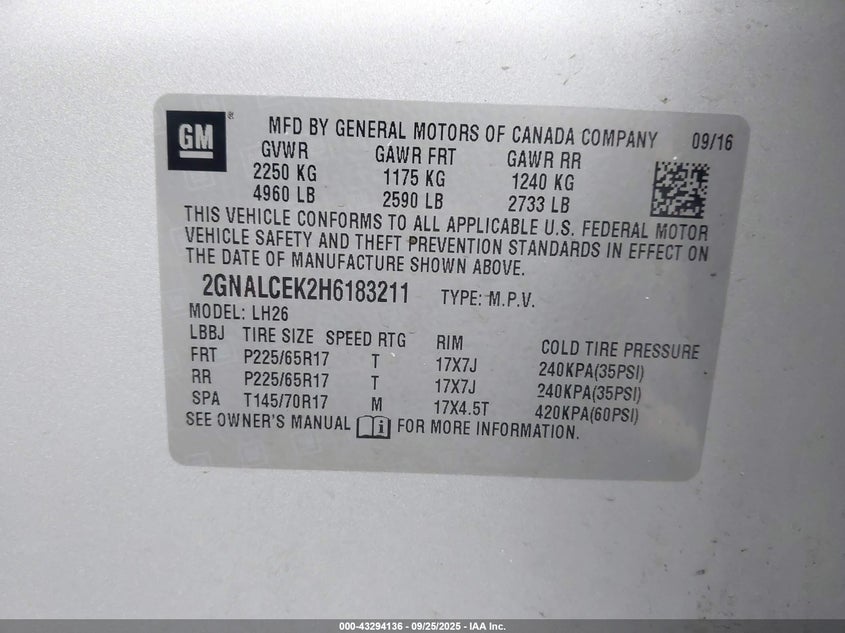 GM ®
MFD BY GENERAL MOTORS OF CANADA COMPANY 09/16
GVWR GAWR FRT GAWR RR
2250 KG 1175 KG 1240 KG
4960 LB 2590 LB 2733 LB
THIS VEHICLE CONFORMS TO ALL APPLICABLE U.S. FEDERAL MOTOR
VEHICLE SAFETY AND THEFT PREVENTION STANDARDS IN EFFECT ON
THE DATE OF MANUFACTURE SHOWN ABOVE.
2GNALCEK2H6183211 TYPE: M.P.V.
MODEL: LH26
LBBJ TIRE SIZE SPEED RTG RIM COLD TIRE PRESSURE
FRT P225/65R17 T 17X7J 240KPA(35PSI)
RR P225/65R17 T 17X7J 240KPA(35PSI)
SPA T145/70R17 M 17X4.5T 420KPA(60PSI)
SEE OWNER'S MANUAL i FOR MORE INFORMATION.
000-43294136 - 09/25/2025 - IAA Inc.